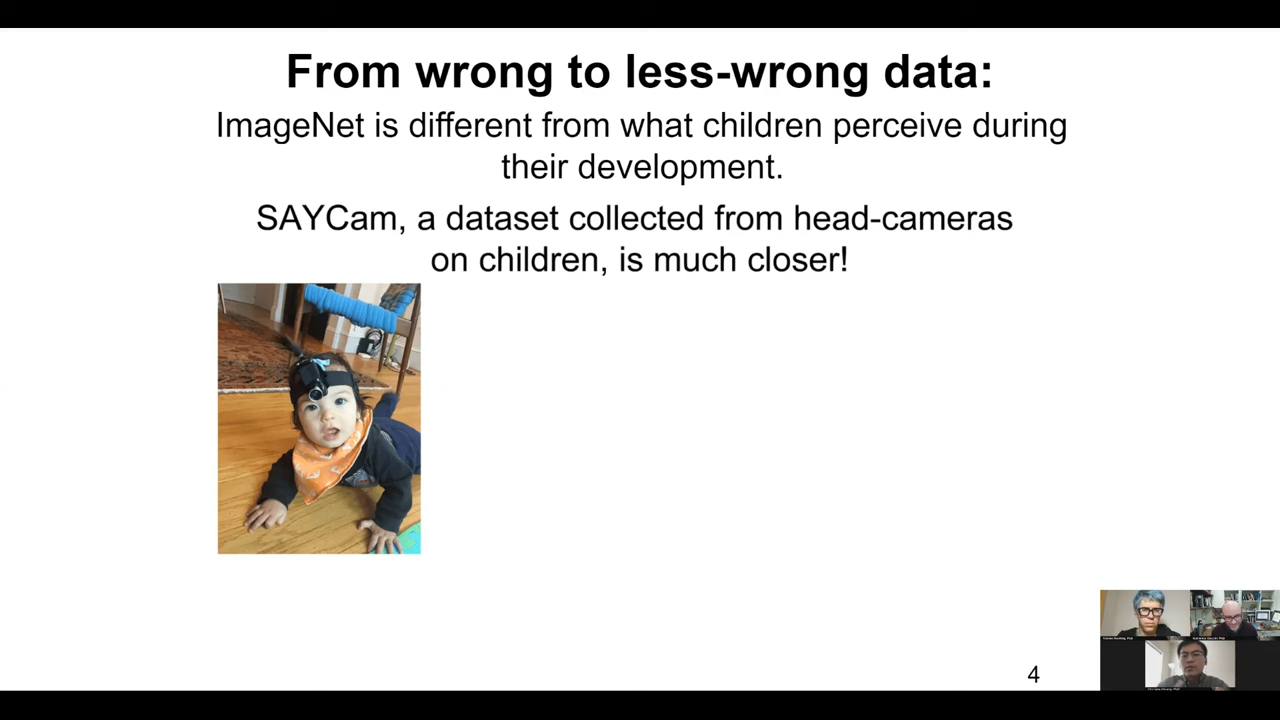 From wrong to less-wrong data:
ImageNet is different from what children perceive during
their development.
SAYCam, a dataset collected from head-cameras
on children, is much closer!
4